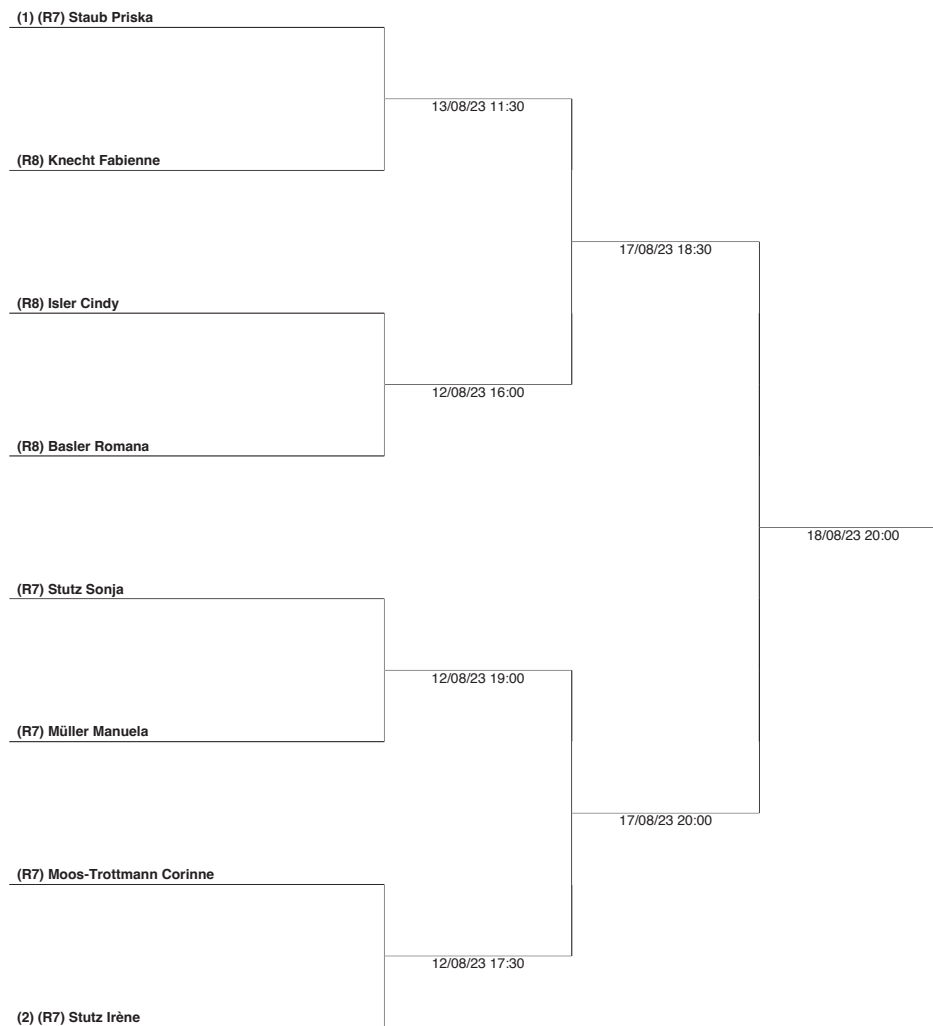 (1) (R7) Staub Priska
13/08/23 11:30
(R8) Knecht Fabienne
17/08/23 18:30
(R8) Isler Cindy
12/08/23 16:00
(R8) Basler Romana
18/08/23 20:00
(R7) Stutz Sonja
12/08/23 19:00
(R7) Müller Manuela
17/08/23 20:00
(R7) Moos-Trottmann Corinne
12/08/23 17:30
(2) (R7) Stutz Irène